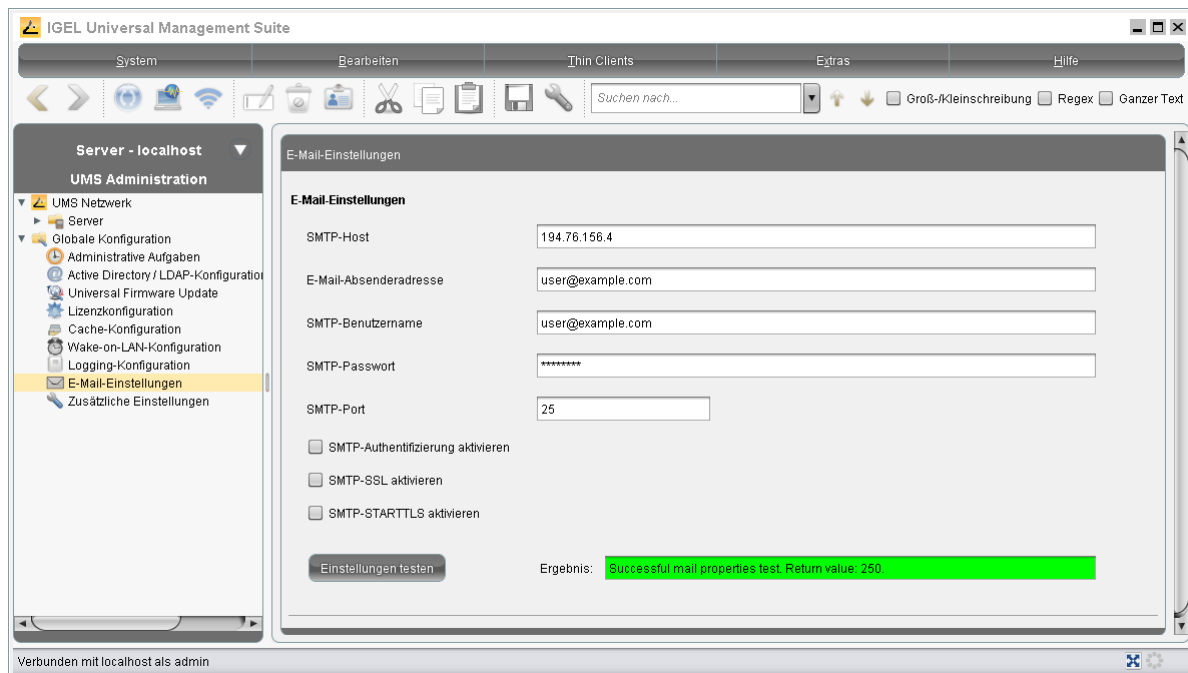 IGEL Universal Management Suite
System Bearbeiten Thin Clients Extras Hilfe
Suchen nach... Groß-/Kleinschreibung Regex Ganzer Text
Server - localhost
UMS Administration
UMS Netzwerk
Server
Globale Konfiguration
Administrative Aufgaben
Active Directory / LDAP-Konfiguration
Universal Firmware Update
Lizenzkonfiguration
Cache-Konfiguration
Wake-on-LAN-Konfiguration
Logging-Konfiguration
E-Mail-Einstellungen
Zusätzliche Einstellungen
E-Mail-Einstellungen
E-Mail-Einstellungen
SMTP-Host 194.76.156.4
E-Mail-Absenderadresse user@example.com
SMTP-Benutzername user@example.com
SMTP-Passwort ********
SMTP-Port 25
SMTP-Authentifizierung aktivieren
SMTP-SSL aktivieren
SMTP-STARTTLS aktivieren
Einstellungen testen Ergebnis: Successful mail properties test. Return value: 250.
Verbunden mit localhost als admin